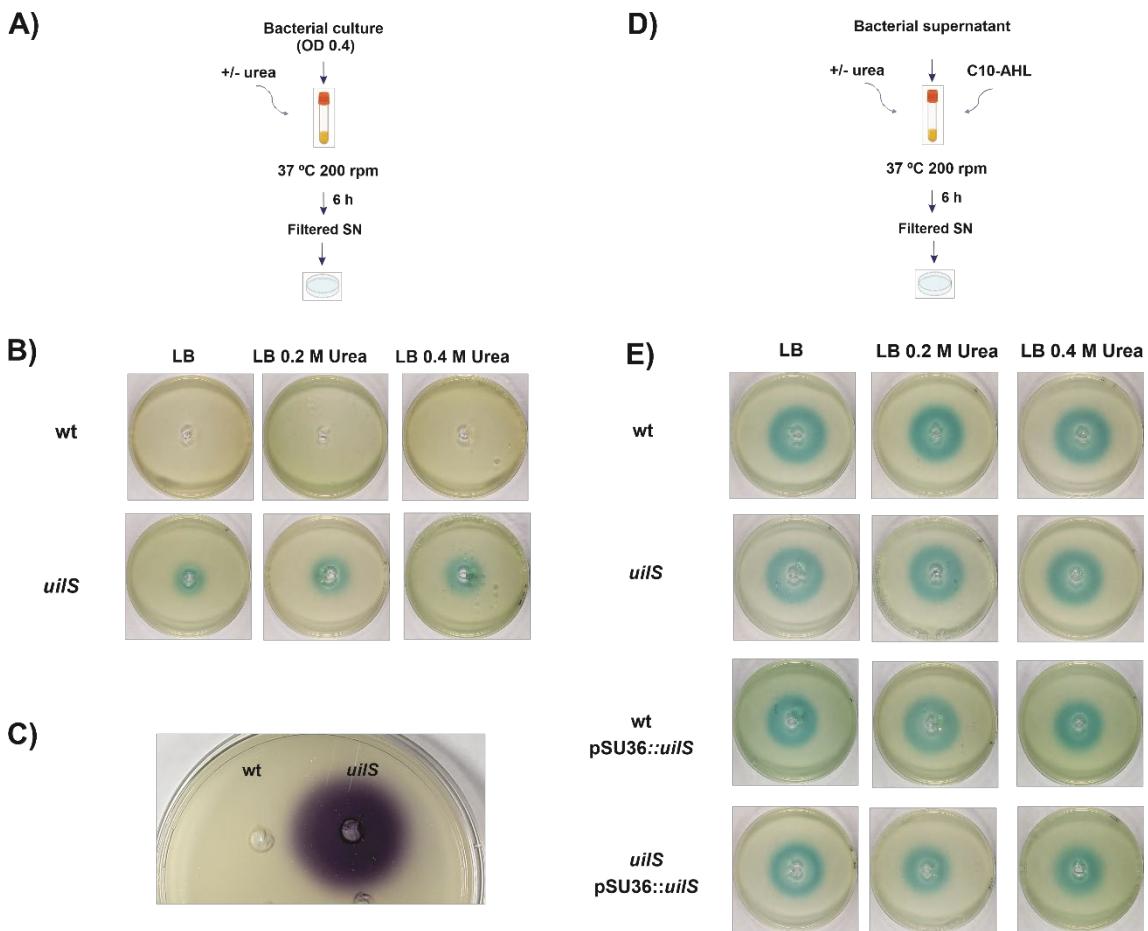 A)
Bacterial culture
(OD 0.4)
+/- urea
37 ºC 200 rpm
6 h
Filtered SN
D)
Bacterial supernatant
+/- urea
C10-AHL
37 ºC 200 rpm
6 h
Filtered SN
B)
LB
LB 0.2 M Urea
LB 0.4 M Urea
wt
uilS
C)
wt
uilS
E)
LB
LB 0.2 M Urea
LB 0.4 M Urea
wt
uilS
wt
pSU36::uilS
uilS
pSU36::uilS